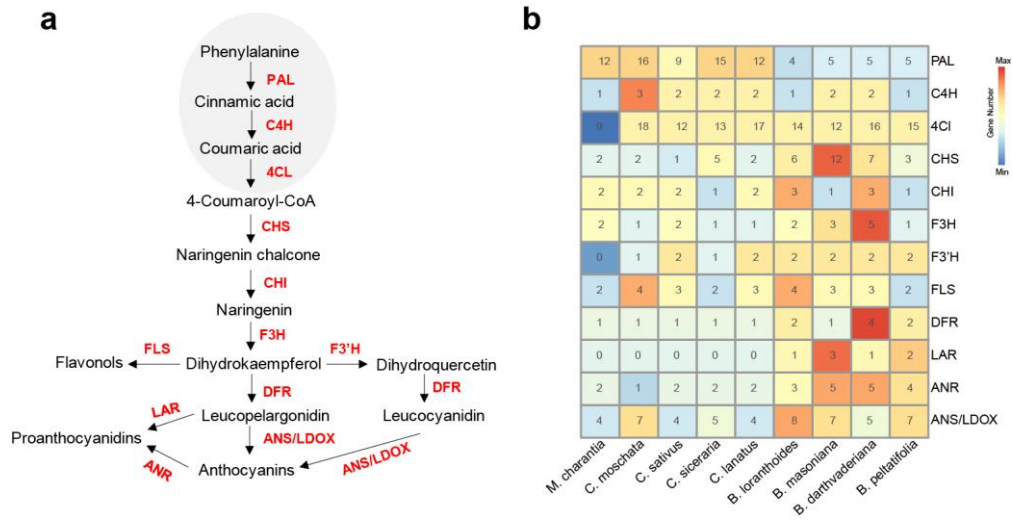 a
Phenylalanine
PAL
Cinnamic acid
C4H
Coumaric acid
4CL
4-Coumaroyl-CoA
CHS
Naringenin chalcone
CHI
Naringenin
F3H
Flavonols FLS Dihydrokaempferol F3'H Dihydroquercetin
DFR DFR
LAR Leucopelargonidin Leucocyanidin
Proanthocyanidins ANS/LDOX
ANR Anthocyanins ANS/LDOX
b
12 16 9 15 12 4 5 5 5 PAL
1 3 2 2 2 1 2 2 1 C4H
9 18 12 13 17 14 12 16 15 4Cl
2 2 1 5 2 6 12 7 3 CHS
2 2 2 1 2 3 1 3 1 CHI
2 1 2 1 1 2 3 5 1 F3H
0 1 2 1 2 2 2 2 2 F3'H
2 4 3 2 3 4 3 3 2 FLS
1 1 1 1 1 2 1 4 2 DFR
0 0 0 0 0 1 3 1 2 LAR
2 1 2 2 2 3 5 5 4 ANR
4 7 4 5 4 8 7 5 7 ANS/LDOX
M. charantia
C. moschata
C. sativus
C. siceraria
C. lanatus
B. loranthoides
B. masoniana
B. darthvaderiana
B. peltatifolia
Max
Gene Number
Min